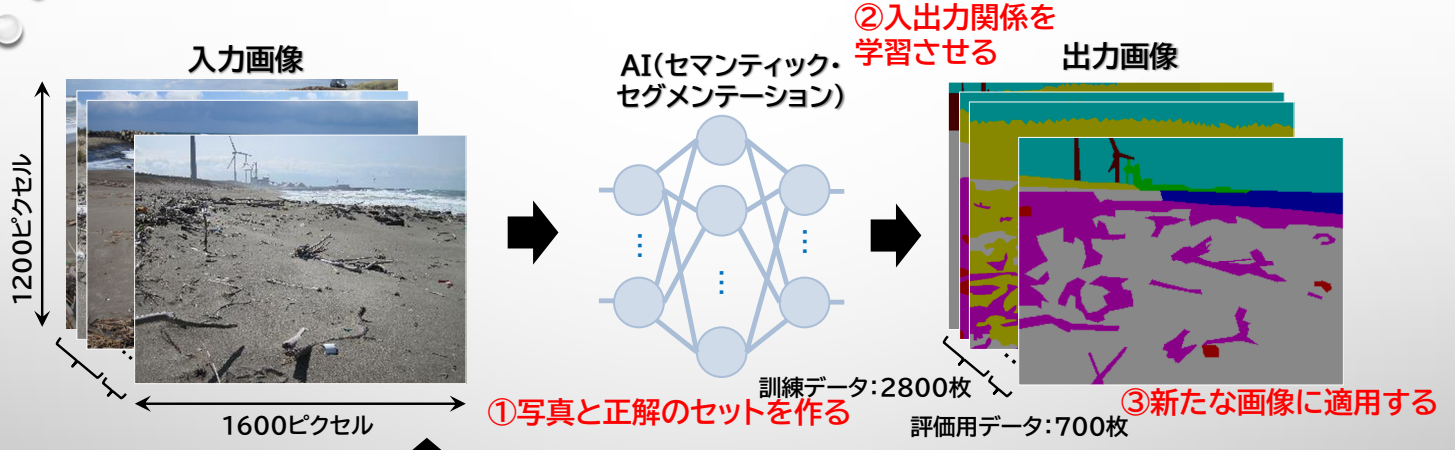 ②入出力関係を
学習させる
入力画像
AI(セマンティック・
セグメンテーション)
出力画像
1200ピクセル
1600ピクセル
①写真と正解のセットを作る
訓練データ:2800枚
評価用データ:700枚
③新たな画像に適用する